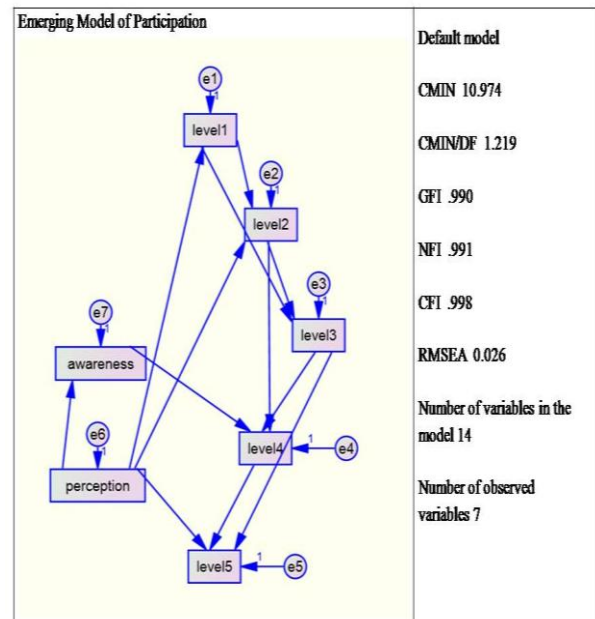 Emerging Model of Participation
e1
1
level1
e2
1
level2
e3
1
level3
e7
1
awareness
e6
1
perception
level4
1
e4
level5
1
e5
Default model
CMIN 10.974
CMIN/DF 1.219
GFI .990
NFI .991
CFI .998
RMSEA 0.026
Number of variables in the
model 14
Number of observed
variables 7